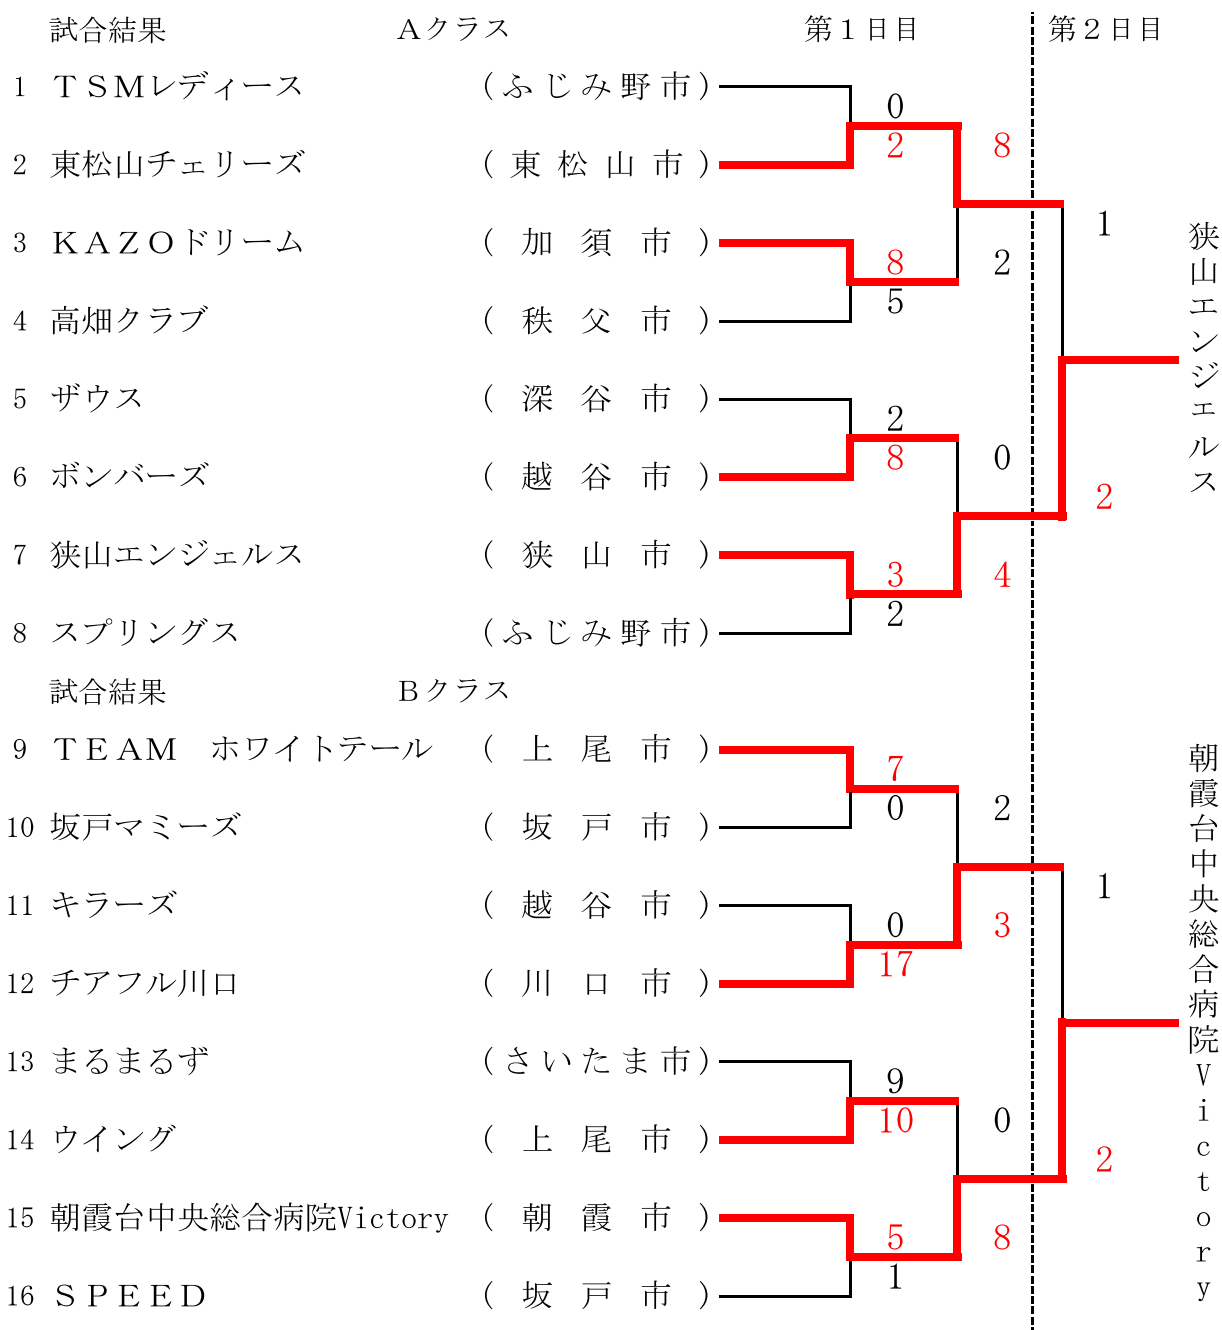 試合結果 Aクラス 第1日目 第2日目
1 TSMレディース (ふじみ野市)
0
2 8
2 東松山チェリーズ (東松山市)
1
3 KAZOドリーム (加須市)
8 2
5
4 高畑クラブ (秩父市)
狭山エンジェルス
5 ザウス (深谷市)
2
8 0
6 ボンバーズ (越谷市)
2
7 狭山エンジェルス (狭山市)
3 4
2
8 スプリングス (ふじみ野市)
試合結果 Bクラス
9 TEAM ホワイトテール (上尾市)
7
0 2
10 坂戸マミーズ (坂戸市)
1
11 キラーズ (越谷市)
0 3
17
12 チアフル川口 (川口市)
朝霞台中央総合病院Victory
13 まるまるず (さいたま市)
9
10 0
14 ウイング (上尾市)
2
15 朝霞台中央総合病院Victory (朝霞市)
5 8
1
16 SPEED (坂戸市)